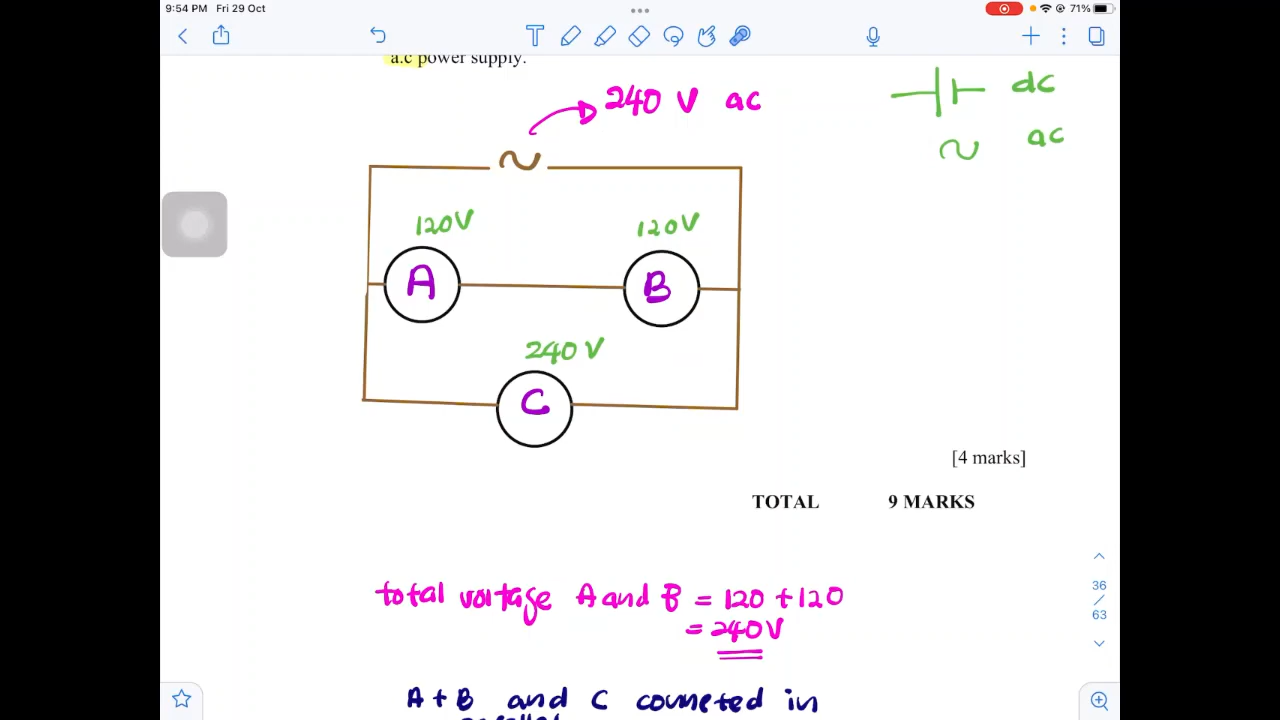 9:54 PM Fri 29 Oct
71%
a.c power supply.
240 V ac
dc
ac
120V
120V
A
B
240 V
C
[4 marks]
TOTAL 9 MARKS
36
/
63
total voltage A and B = 120 + 120
= 240V
A + B and C connected in